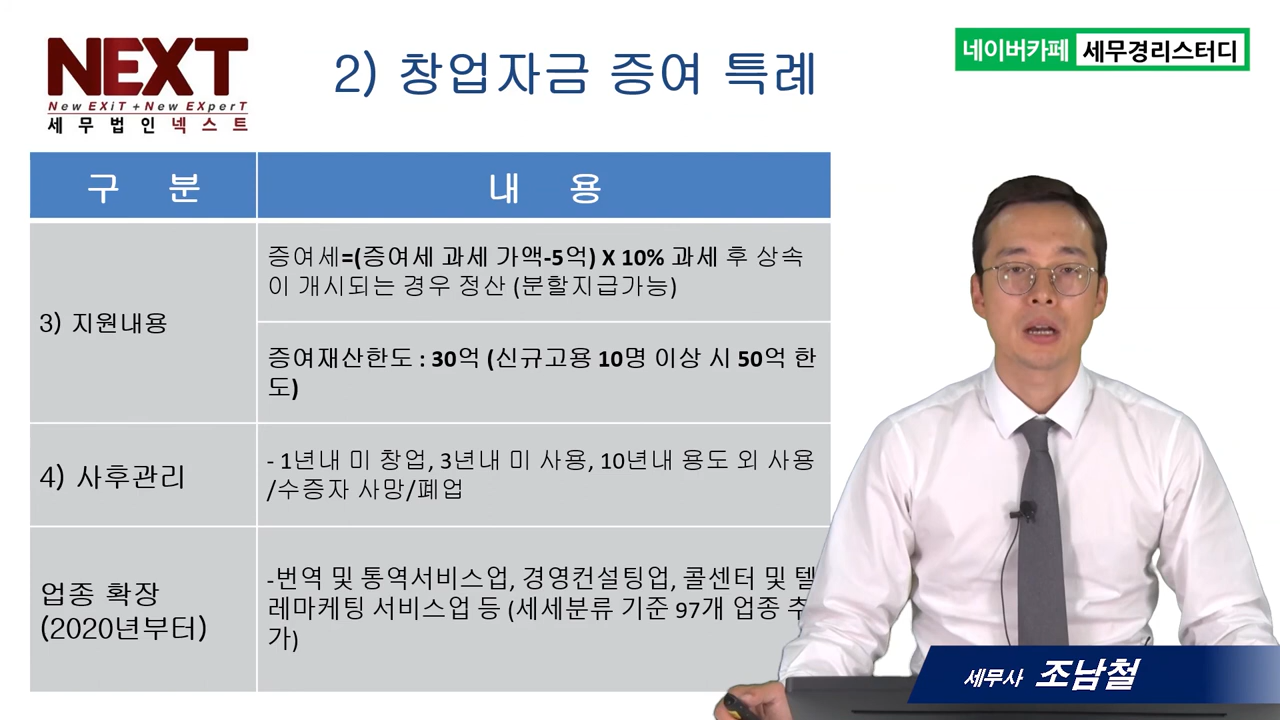 NEXT
New EXiT + New EXperT
세무법인넥스트
2) 창업자금 증여 특례
네이버카페 세무경리스터디
구 분
내 용
3) 지원내용
증여세=(증여세 과세 가액-5억) X 10% 과세 후 상속
이 개시되는 경우 정산 (분할지급가능)
증여재산한도 : 30억 (신규고용 10명 이상 시 50억 한
도)
4) 사후관리
- 1년내 미 창업, 3년내 미 사용, 10년내 용도 외 사용
/수증자 사망/폐업
업종 확장
(2020년부터)
-번역 및 통역서비스업, 경영컨설팅업, 콜센터 및 텔
레마케팅 서비스업 등 (세세분류 기준 97개 업종 추
가)
세무사 조남철